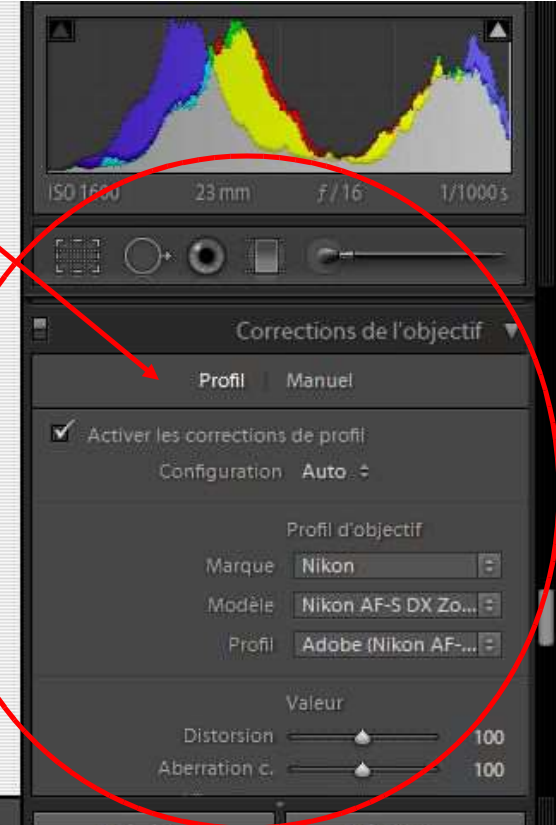 ISO 1600 23 mm ƒ / 16 1/1000 s
Corrections de l'objectif
Profil Manuel
Activer les corrections de profil
Configuration Auto
Profil d'objectif
Marque Nikon
Modèle Nikon AF-S DX Zo...
Profil Adobe (Nikon AF-...
Valeur
Distorsion 100
Aberration c. 100